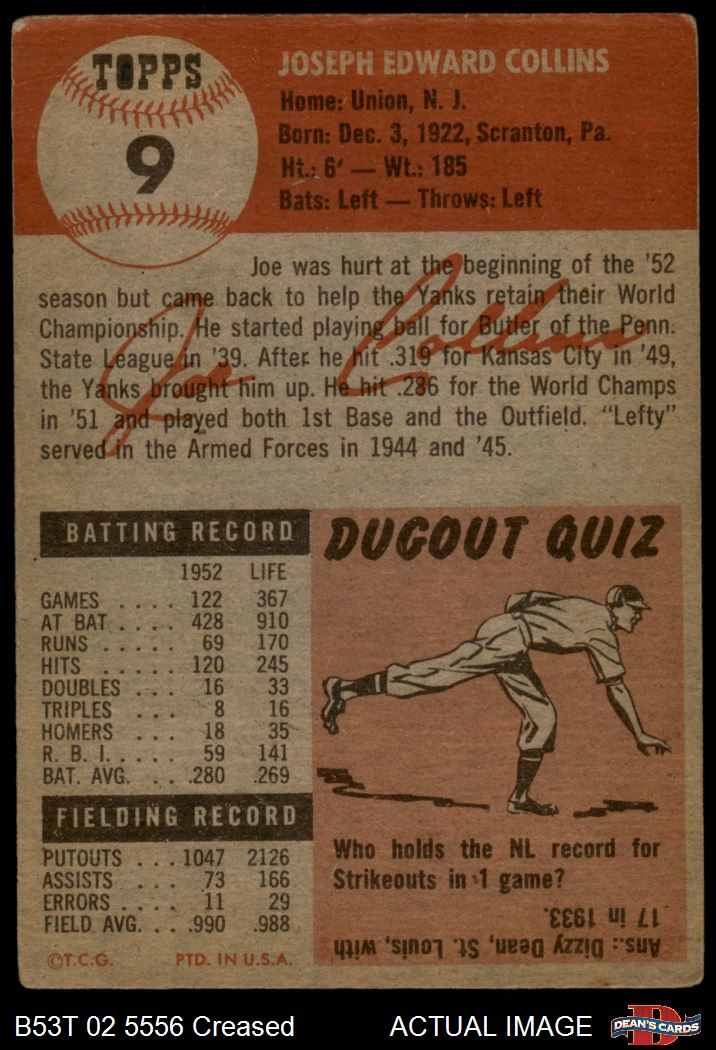 TOPPS
9
JOSEPH EDWARD COLLINS
Home: Union, N. J.
Born: Dec. 3, 1922, Scranton, Pa.
Ht.: 6' — Wt.: 185
Bats: Left — Throws: Left
Joe was hurt at the beginning of the '52
season but came back to help the Yanks retain their World
Championship. He started playing ball for Butler of the Penn.
State League in '39. After he hit .319 for Kansas City in '49,
the Yanks brought him up. He hit .286 for the World Champs
in '51 and played both 1st Base and the Outfield. "Lefty"
served in the Armed Forces in 1944 and '45.
Joe Collins
BATTING RECORD
1952 LIFE
GAMES . . . . 122 367
AT BAT . . . . 428 910
RUNS . . . . . 69 170
HITS . . . . . 120 245
DOUBLES . . . 16 33
TRIPLES . . . 8 16
HOMERS . . . 18 35
R. B. I. . . . . 59 141
BAT. AVG. . . . .280 .269
FIELDING RECORD
PUTOUTS . . . 1047 2126
ASSISTS . . . . 73 166
ERRORS . . . . 11 29
FIELD AVG. . . .990 .988
©T.C.G. PTD. IN U.S.A.
DUGOUT QUIZ
Who holds the NL record for
Strikeouts in 1 game?
Ans.: Dizzy Dean, St. Louis, with
17 in 1933.
B53T 02 5556 Creased
ACTUAL IMAGE
D
DEAN'S CARDS